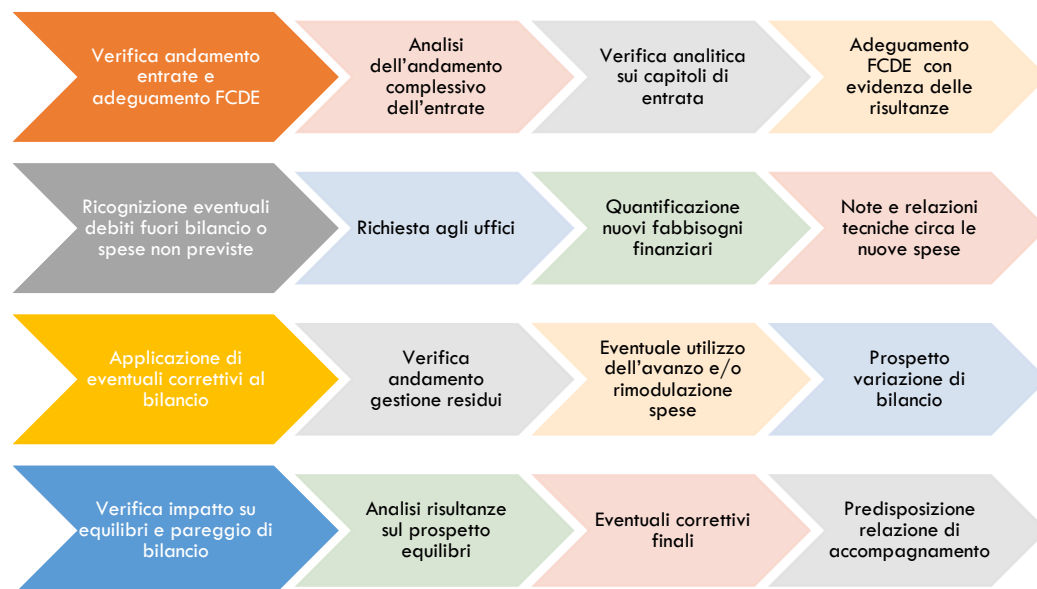 Verifica andamento
entrate e
adeguamento FCDE
Analisi
dell'andamento
complessivo
dell'entrate
Verifica analitica
sui capitoli di
entrata
Adeguamento
FCDE con
evidenza delle
risultanze
Ricognizione eventuali
debiti fuori bilancio o
spese non previste
Richiesta agli uffici
Quantificazione
nuovi fabbisogni
finanziari
Note e relazioni
tecniche circa le
nuove spese
Applicazione di
eventuali correttivi al
bilancio
Verifica
andamento
gestione residui
Eventuale utilizzo
dell'avanzo e/o
rimodulazione
spese
Prospetto
variazione di
bilancio
Verifica impatto su
equilibri e pareggio di
bilancio
Analisi risultanze
sul prospetto
equilibri
Eventuali correttivi
finali
Predisposizione
relazione di
accompagnamento